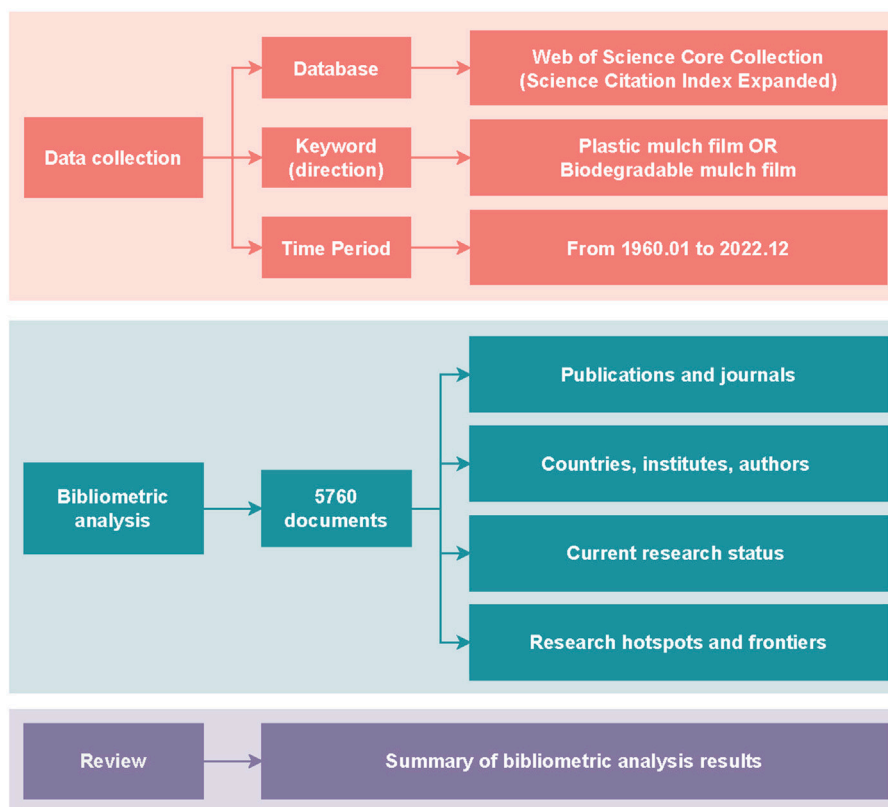 Database
Web of Science Core Collection
(Science Citation Index Expanded)
Data collection
Keyword
(direction)
Plastic mulch film OR
Biodegradable mulch film
Time Period
From 1960.01 to 2022.12
Publications and journals
Countries, institutes, authors
Bibliometric
analysis
5760
documents
Current research status
Research hotspots and frontiers
Review
Summary of bibliometric analysis results